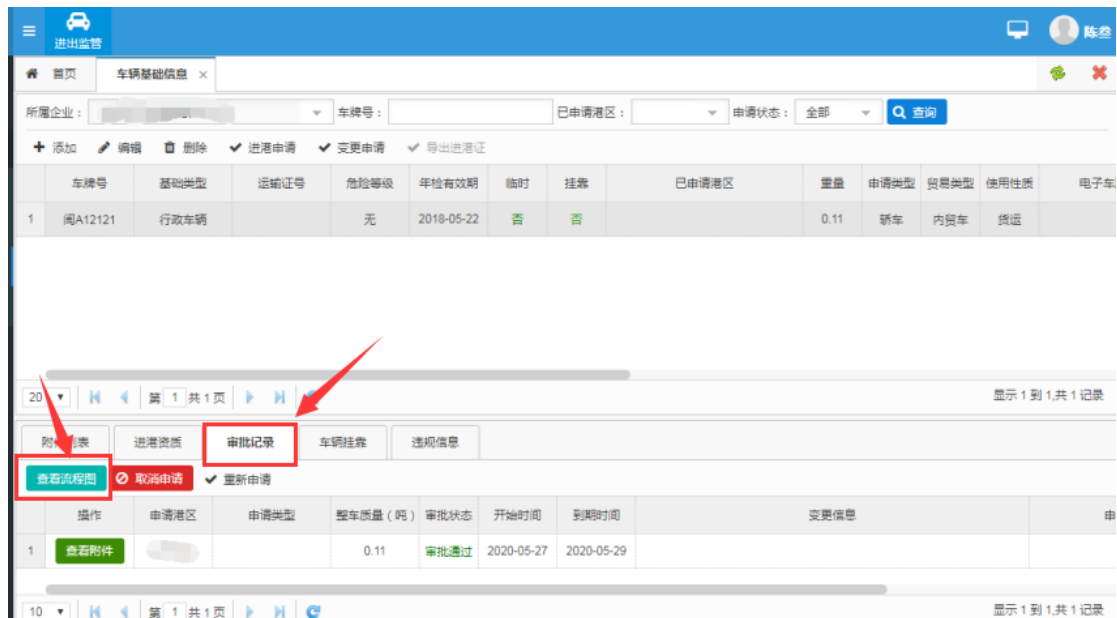 进出监管
陈叁
首页 车辆基础信息 ×
所属企业： 车牌号： 已申请港区： 申请状态： 全部 查询
添加 编辑 删除 进港申请 变更申请 导出进港证
车牌号 基础类型 运输证号 危险等级 年检有效期 临时 挂靠 已申请港区 重量 申请类型 贸易类型 使用性质 电子车
1 闽A12121 行政车辆 无 2018-05-22 否 否 0.11 轿车 内贸车 货运
20 第 1 共1页 显示1到1,共1记录
附件列表 进港资质 审批记录 车辆挂靠 违规信息
查看流程图 取消申请 重新申请
操作 申请港区 申请类型 整车质量（吨） 审批状态 开始时间 到期时间 变更信息 申
1 查看附件 0.11 审批通过 2020-05-27 2020-05-29
10 第 1 共1页 显示1到1,共1记录